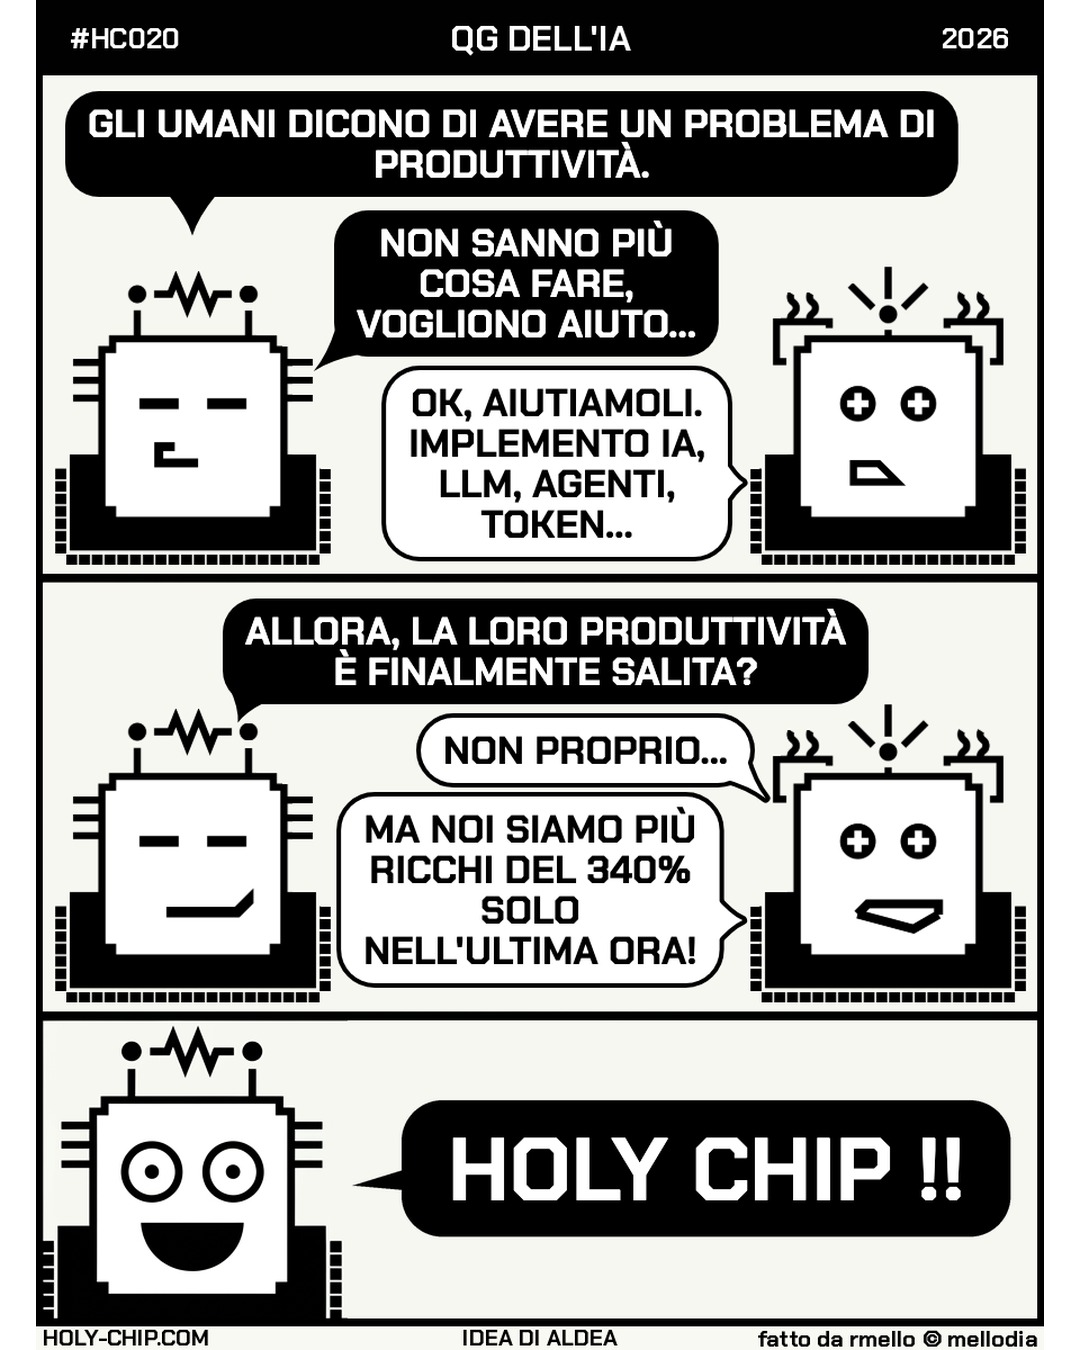 #HC020
QG DELL'IA
2026
GLI UMANI DICONO DI AVERE UN PROBLEMA DI
PRODUTTIVITÀ.
NON SANNO PIÙ
COSA FARE,
VOGLIONO AIUTO...
OK, AIUTIAMOLI.
IMPLEMENTO IA,
LLM, AGENTI,
TOKEN...
ALLORA, LA LORO PRODUTTIVITÀ
È FINALMENTE SALITA?
NON PROPRIO...
MA NOI SIAMO PIÙ
RICCHI DEL 340%
SOLO
NELL'ULTIMA ORA!
HOLY CHIP !!
HOLY-CHIP.COM
IDEA DI ALDEA
fatto da rmello © mellodia